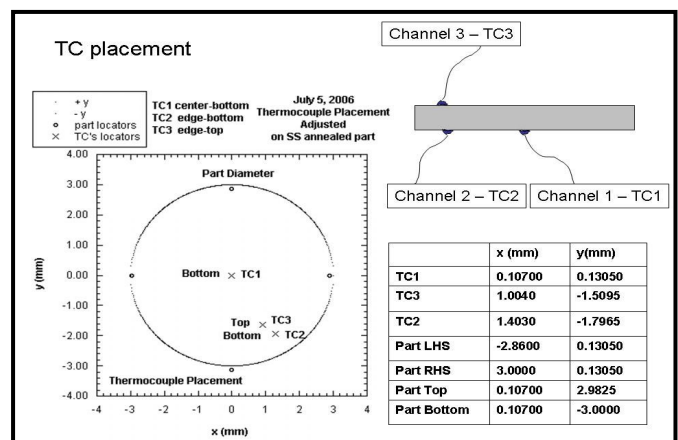 TC placement
Channel 3 – TC3
+ y
- y
part locators
TC's locators
TC1 center-bottom
TC2 edge-bottom
TC3 edge-top
July 5, 2006
Thermocouple Placement
Adjusted
on SS annealed part
4.00
3.00
2.00
1.00
0.00
-1.00
-2.00
-3.00
-4.00
y (mm)
Part Diameter
Bottom TC1
Top TC3
Bottom TC2
Thermocouple Placement
-4 -3 -2 -1 0 1 2 3 4
x (mm)
Channel 2 – TC2
Channel 1 – TC1
x (mm) y(mm)
TC1 0.10700 0.13050
TC3 1.0040 -1.5095
TC2 1.4030 -1.7965
Part LHS -2.8600 0.13050
Part RHS 3.0000 0.13050
Part Top 0.10700 2.9825
Part Bottom 0.10700 -3.0000